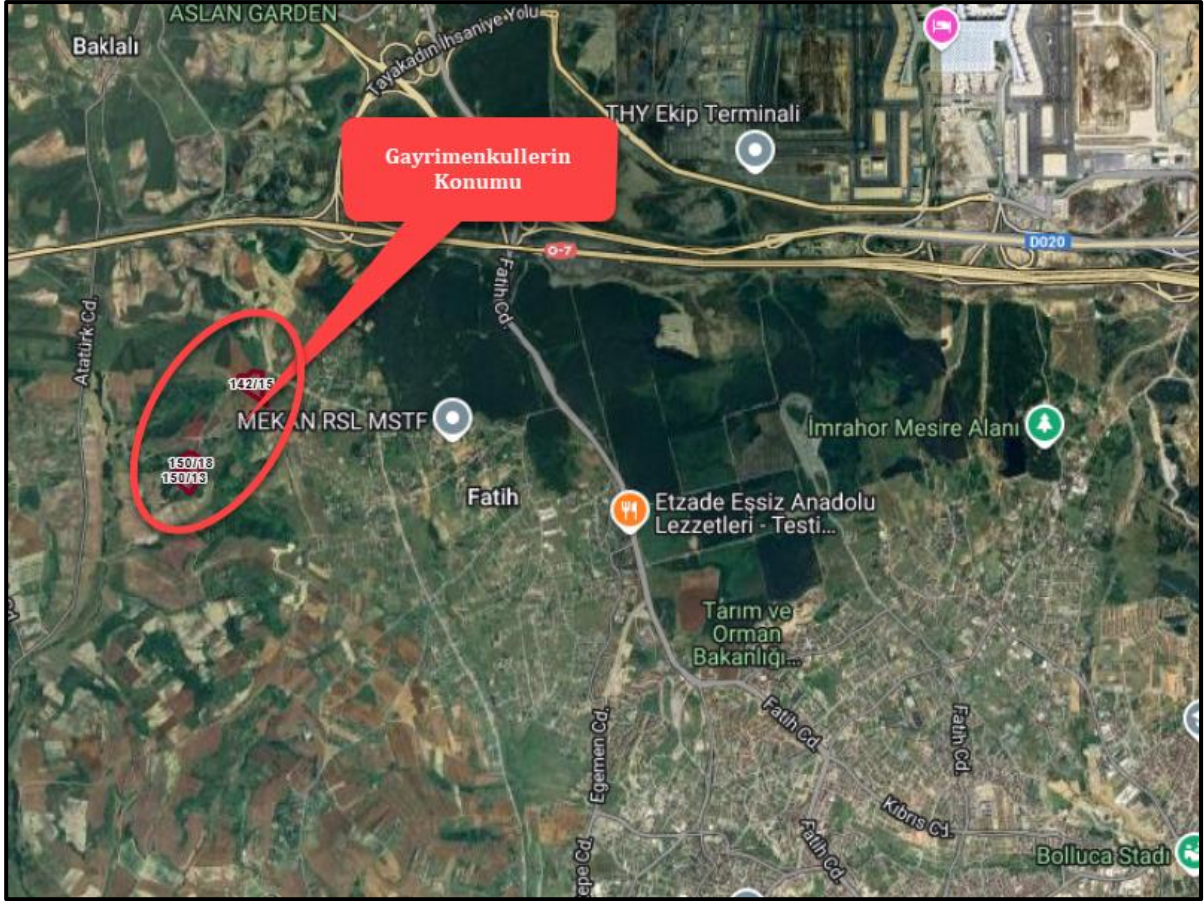 ASLAN GARDEN
Baklalı
Tayakadın İhsaniye Yolu
THY Ekip Terminali
Gayrimenkullerin
Konumu
D020
O-7
Fatih Cd.
Atatürk Cd.
142/15
MEKAN RSL MSTF
İmrahor Mesire Alanı
150/18
150/13
Fatih
Etzade Eşsiz Anadolu
Lezzetleri - Testi...
Tarım ve
Orman
Bakanlığı...
Fatih Cd.
Fatih Cd.
Egemen Cd.
Kıbrıs Cd.
Fatih Cd.
Bolluca Stadı
epe Cd.